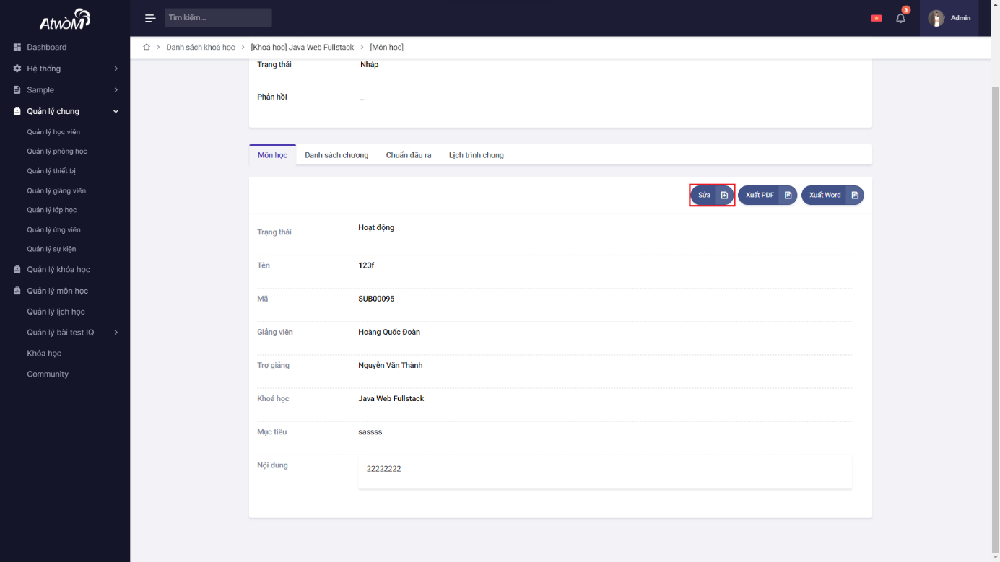 AtwoM
Tìm kiếm...
3
Admin
Dashboard
Hệ thống
Sample
Quản lý chung
Quản lý học viên
Quản lý phòng học
Quản lý thiết bị
Quản lý giảng viên
Quản lý lớp học
Quản lý ứng viên
Quản lý sự kiện
Quản lý khóa học
Quản lý môn học
Quản lý lịch học
Quản lý bài test IQ
Khóa học
Community
Danh sách khoá học > [Khoá học] Java Web Fullstack > [Môn học]
Trạng thái Nháp
Phản hồi _
Môn học Danh sách chương Chuẩn đầu ra Lịch trình chung
Sửa Xuất PDF Xuất Word
Trạng thái Hoạt động
Tên 123f
Mã SUB00095
Giảng viên Hoàng Quốc Đoàn
Trợ giảng Nguyễn Văn Thành
Khoá học Java Web Fullstack
Mục tiêu sassss
Nội dung 22222222